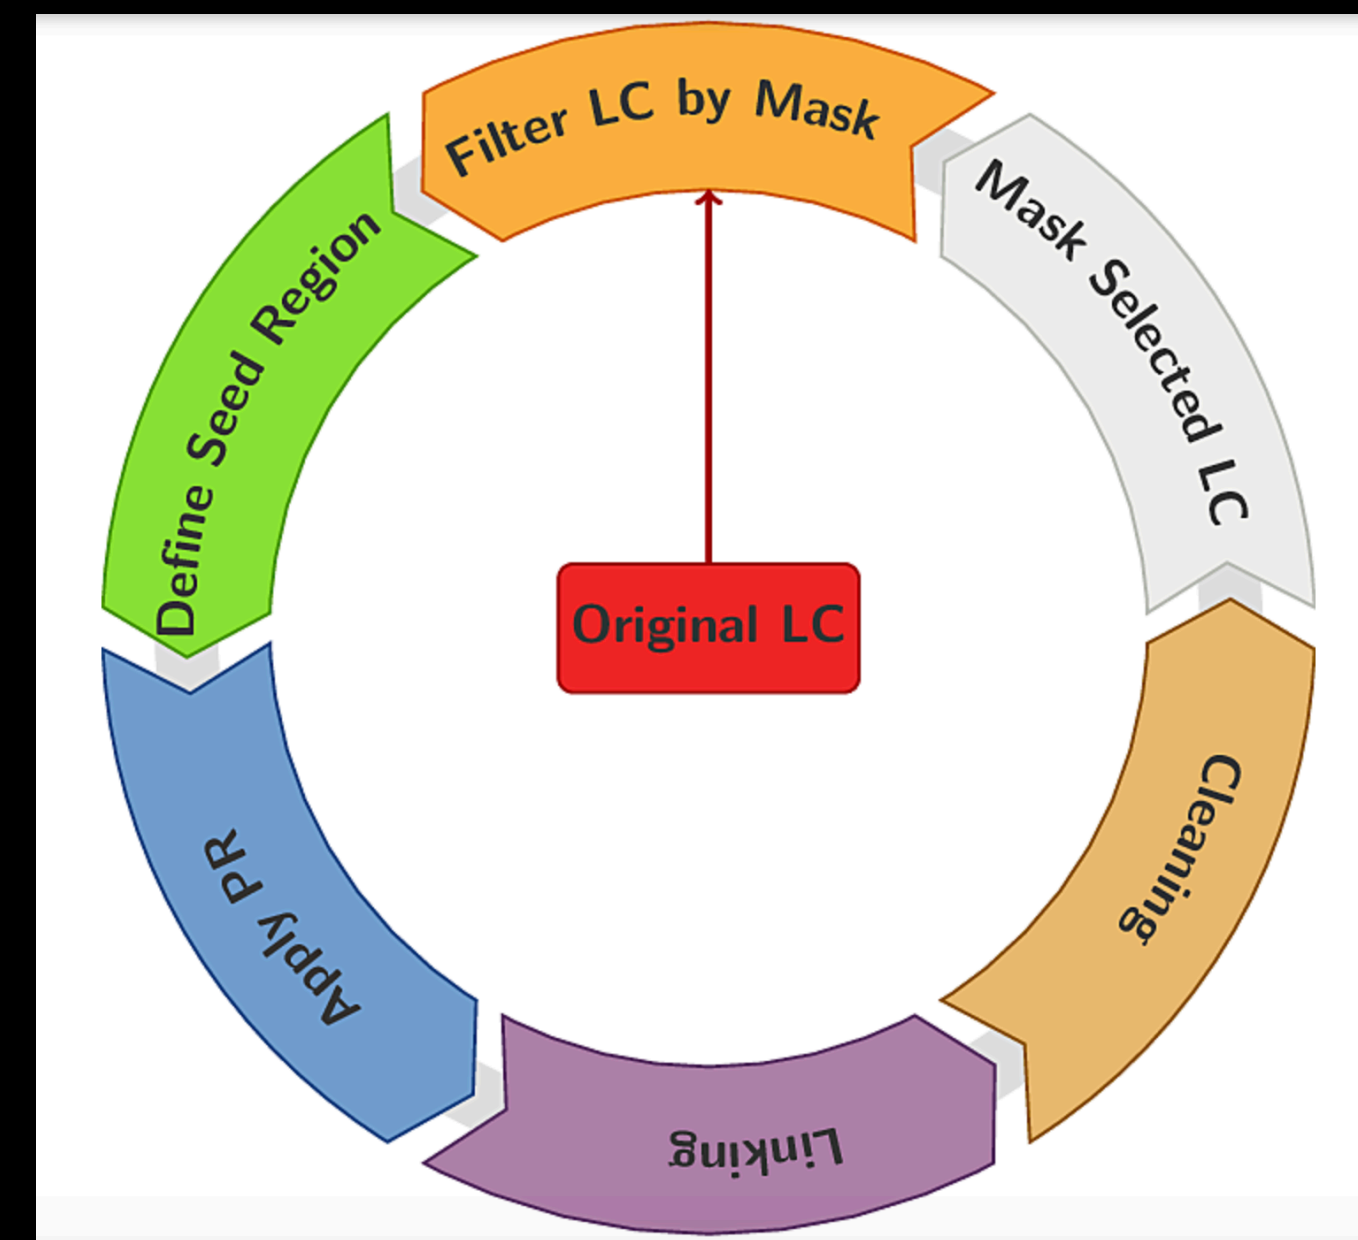 Filter LC by Mask
Define Seed Region
Apply PR
Linking
Cleaning
Mask Selected LC
Original LC